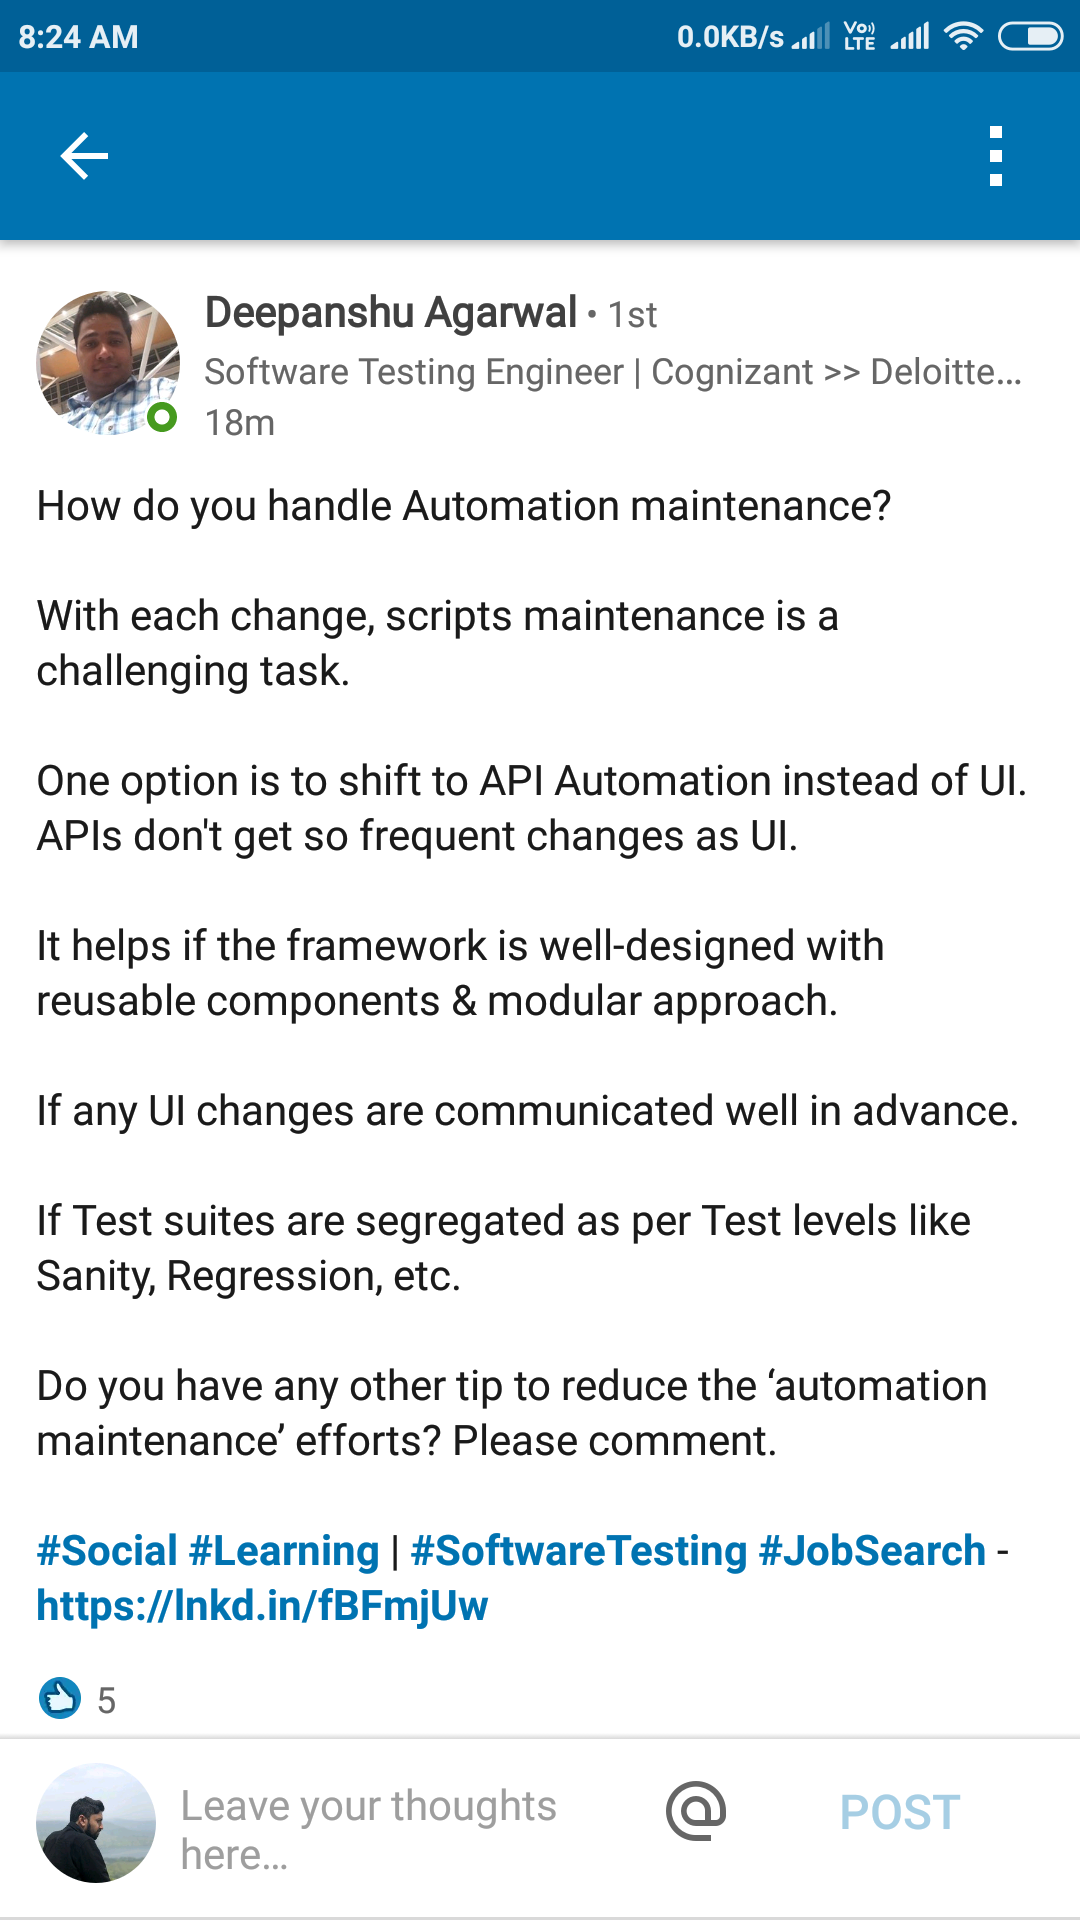 8:24 AM 0.0KB/s Vo)) LTE
Deepanshu Agarwal • 1st
Software Testing Engineer | Cognizant >> Deloitte...
18m
How do you handle Automation maintenance?
With each change, scripts maintenance is a
challenging task.
One option is to shift to API Automation instead of UI.
APIs don't get so frequent changes as UI.
It helps if the framework is well-designed with
reusable components & modular approach.
If any UI changes are communicated well in advance.
If Test suites are segregated as per Test levels like
Sanity, Regression, etc.
Do you have any other tip to reduce the ‘automation
maintenance’ efforts? Please comment.
#Social #Learning | #SoftwareTesting #JobSearch -
https://lnkd.in/fBFmjUw
5
Leave your thoughts
here...
@ POST